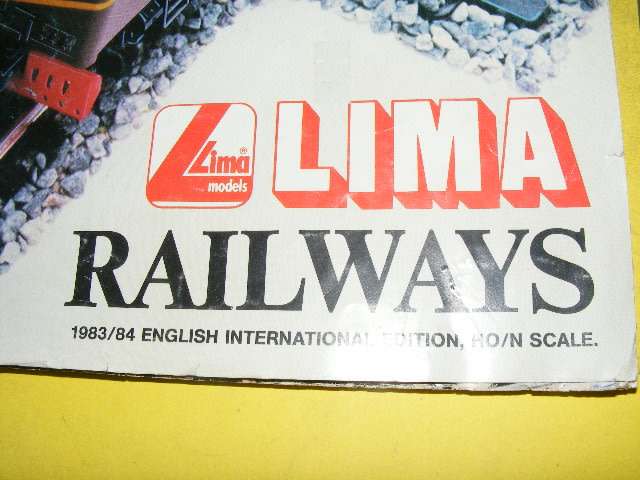 Lima®
models
LIMA
RAILWAYS
1983/84 ENGLISH INTERNATIONAL EDITION, HO/N SCALE.